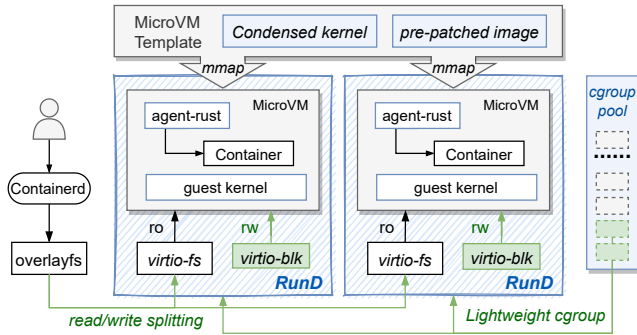 MicroVM
Template
Condensed kernel
pre-patched image
mmap
mmap
MicroVM
agent-rust
Container
guest kernel
MicroVM
agent-rust
Container
guest kernel
cgroup
pool
......
Containerd
overlayfs
ro
rw
virtio-fs
virtio-blk
RunD
ro
rw
virtio-fs
virtio-blk
RunD
read/write splitting
Lightweight cgroup